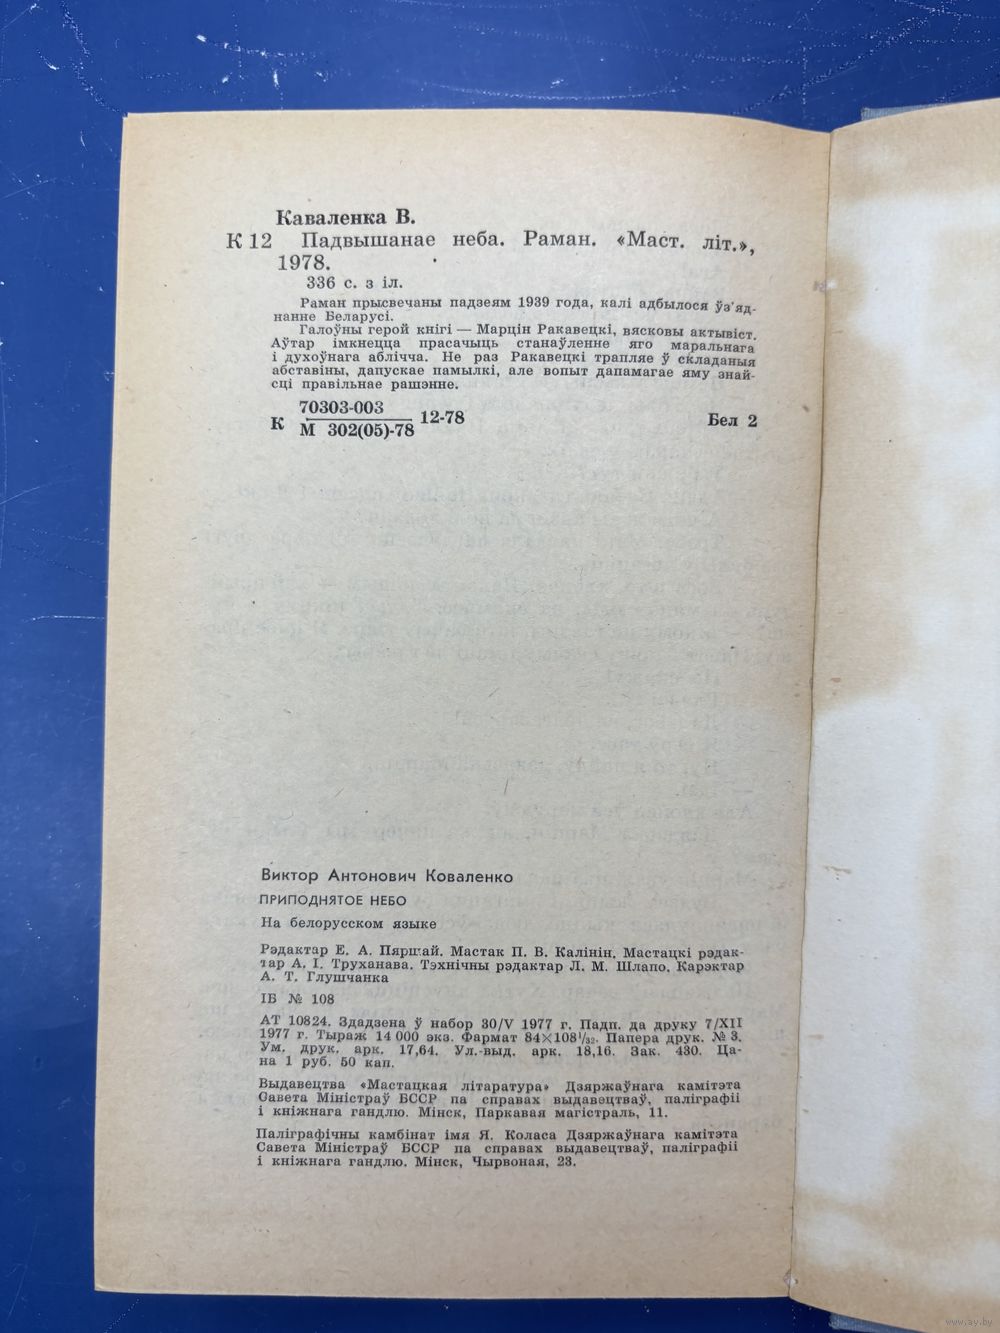 Каваленка В.
К 12 Падвышанае неба. Раман. «Маст. літ.»,
1978.
336 с. з іл.
Раман прысвечаны падзеям 1939 года, калі адбылося ўз'яд-
нанне Беларусі.
Галоўны герой кнігі — Марцін Ракавецкі, вясковы актывіст.
Аўтар імкнецца прасачыць станаўленне яго маральнага
і духоўнага аблічча. Не раз Ракавецкі трапляе ў складаныя
абставіны, дапускае памылкі, але вопыт дапамагае яму знай-
сці правільнае рашэнне.
70303-003
К 12-78 Бел 2
М 302(05)-78
Виктор Антонович Коваленко
ПРИПОДНЯТОЕ НЕБО
На белорусском языке
Рэдактар Е. А. Пяршай. Мастак П. В. Калінін. Мастацкі рэдак-
тар А. І. Труханава. Тэхнічны рэдактар Л. М. Шлапо. Карэктар
А. Т. Глушчанка
ІБ № 108
АТ 10824. Здадзена ў набор 30/V 1977 г. Падп. да друку 7/XII
1977 г. Тыраж 14 000 экз. Фармат 84×108¹/₃₂. Папера друк. № 3.
Ум. друк. арк. 17,64. Ул.-выд. арк. 18,16. Зак. 430. Ца-
на 1 руб. 50 кап.
Выдавецтва «Мастацкая літаратура» Дзяржаўнага камітэта
Савета Міністраў БССР па справах выдавецтваў, паліграфіі
і кніжнага гандлю. Мінск, Паркавая магістраль, 11.
Паліграфічны камбінат імя Я. Коласа Дзяржаўнага камітэта
Савета Міністраў БССР па справах выдавецтваў, паліграфіі
і кніжнага гандлю. Мінск, Чырвоная, 23.
www.ay.by